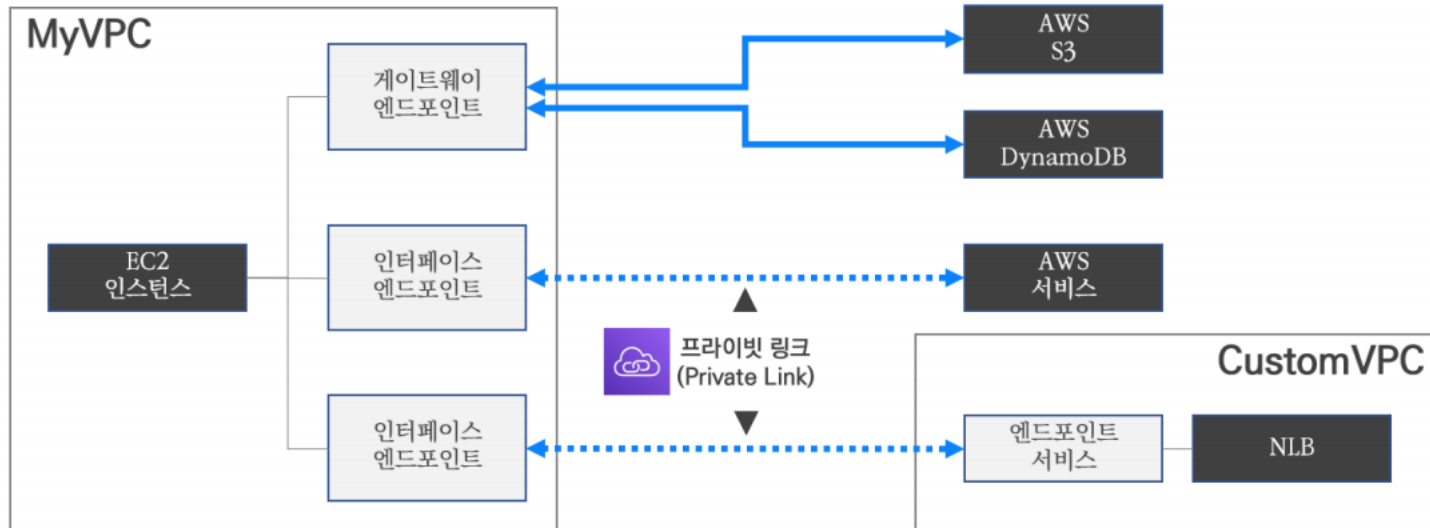 MyVPC
게이트웨이
엔드포인트
AWS
S3
AWS
DynamoDB
EC2
인스턴스
인터페이스
엔드포인트
AWS
서비스
프라이빗 링크
(Private Link)
CustomVPC
인터페이스
엔드포인트
엔드포인트
서비스
NLB